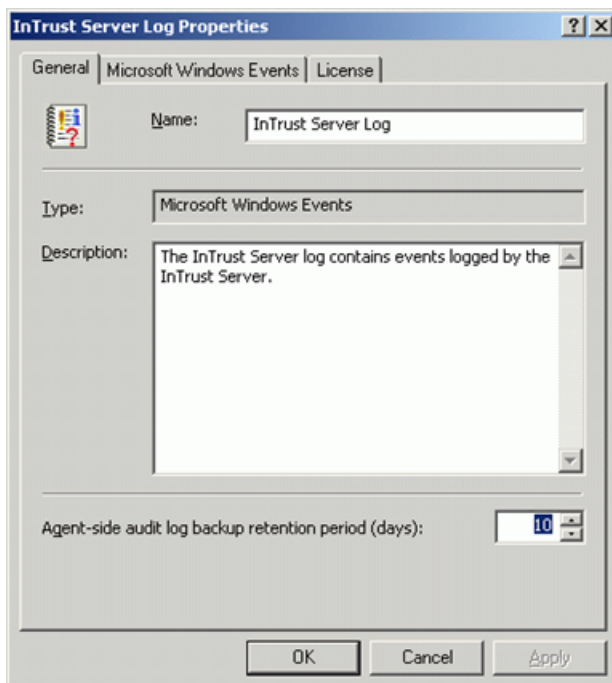 InTrust Server Log Properties
General Microsoft Windows Events License
Name: InTrust Server Log
Type: Microsoft Windows Events
Description: The InTrust Server log contains events logged by the
InTrust Server.
Agent-side audit log backup retention period (days): 10
OK Cancel Apply